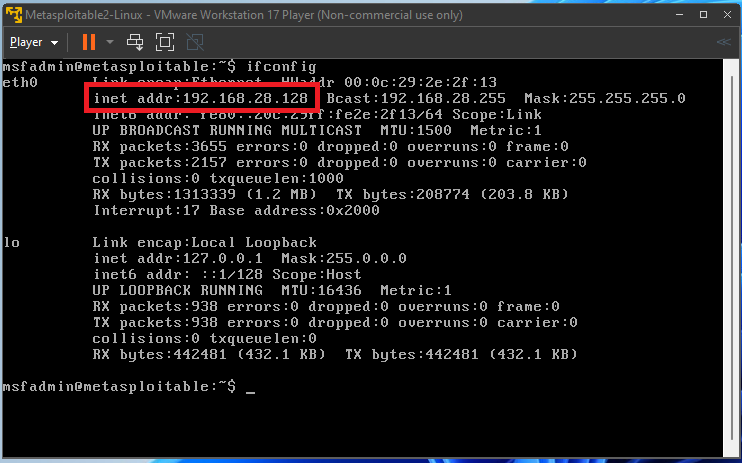 Metasploitable2-Linux - VMware Workstation 17 Player (Non-commercial use only)
Player
msfadmin@metasploitable:~$ ifconfig
eth0 Link encap:Ethernet HWaddr 00:0c:29:2e:2f:13
inet addr:192.168.28.128 Bcast:192.168.28.255 Mask:255.255.255.0
inet6 addr: fe80::20c:29ff:fe2e:2f13/64 Scope:Link
UP BROADCAST RUNNING MULTICAST MTU:1500 Metric:1
RX packets:3655 errors:0 dropped:0 overruns:0 frame:0
TX packets:2157 errors:0 dropped:0 overruns:0 carrier:0
collisions:0 txqueuelen:1000
RX bytes:1313339 (1.2 MB) TX bytes:208774 (203.8 KB)
Interrupt:17 Base address:0x2000
lo Link encap:Local Loopback
inet addr:127.0.0.1 Mask:255.0.0.0
inet6 addr: ::1/128 Scope:Host
UP LOOPBACK RUNNING MTU:16436 Metric:1
RX packets:938 errors:0 dropped:0 overruns:0 frame:0
TX packets:938 errors:0 dropped:0 overruns:0 carrier:0
collisions:0 txqueuelen:0
RX bytes:442481 (432.1 KB) TX bytes:442481 (432.1 KB)
msfadmin@metasploitable:~$ _